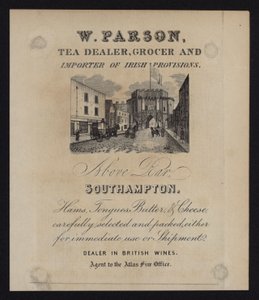 W. PARSON,
TEA DEALER, GROCER AND
IMPORTER OF IRISH PROVISIONS.
Above Bar,
SOUTHAMPTON.
Hams, Tongues, Butter, & Cheese
carefully selected and packed, either
for immediate use or Shipment.
DEALER IN BRITISH WINES.
Agent to the Atlas Fire Office.